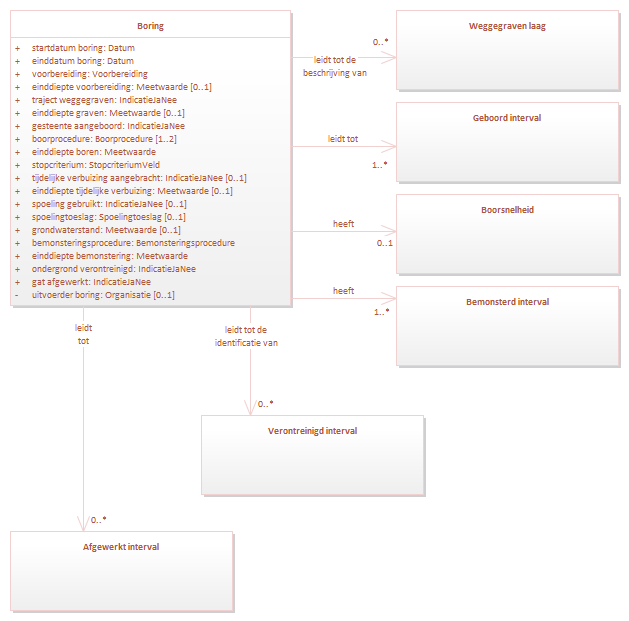 Boring
+ startdatum boring: Datum
+ einddatum boring: Datum
+ voorbereiding: Voorbereiding
+ einddiepte voorbereiding: Meetwaarde [0..1]
+ traject weggegraven: IndicatieJaNee
+ einddiepte graven: Meetwaarde [0..1]
+ gesteente aangeboord: IndicatieJaNee
+ boorprocedure: Boorprocedure [1..2]
+ einddiepte boren: Meetwaarde
+ stopcriterium: StopcriteriumVeld
+ tijdelijke verbuizing aangebracht: IndicatieJaNee [0..1]
+ einddiepte tijdelijke verbuizing: Meetwaarde [0..1]
+ spoeling gebruikt: IndicatieJaNee [0..1]
+ spoelingtoeslag: Spoelingtoeslag [0..1]
+ grondwaterstand: Meetwaarde [0..1]
+ bemonsteringsprocedure: Bemonsteringsprocedure
+ einddiepte bemonstering: Meetwaarde
+ ondergrond verontreinigd: IndicatieJaNee
+ gat afgewerkt: IndicatieJaNee
- uitvoerder boring: Organisatie [0..1]
0..*
leidt tot de
beschrijving van
Weggegraven laag
leidt tot
1..*
Geboord interval
heeft
0..1
Boorsnelheid
heeft
1..*
Bemonsterd interval
leidt
tot
0..*
Afgewerkt interval
leidt tot de
identificatie van
0..*
Verontreinigd interval